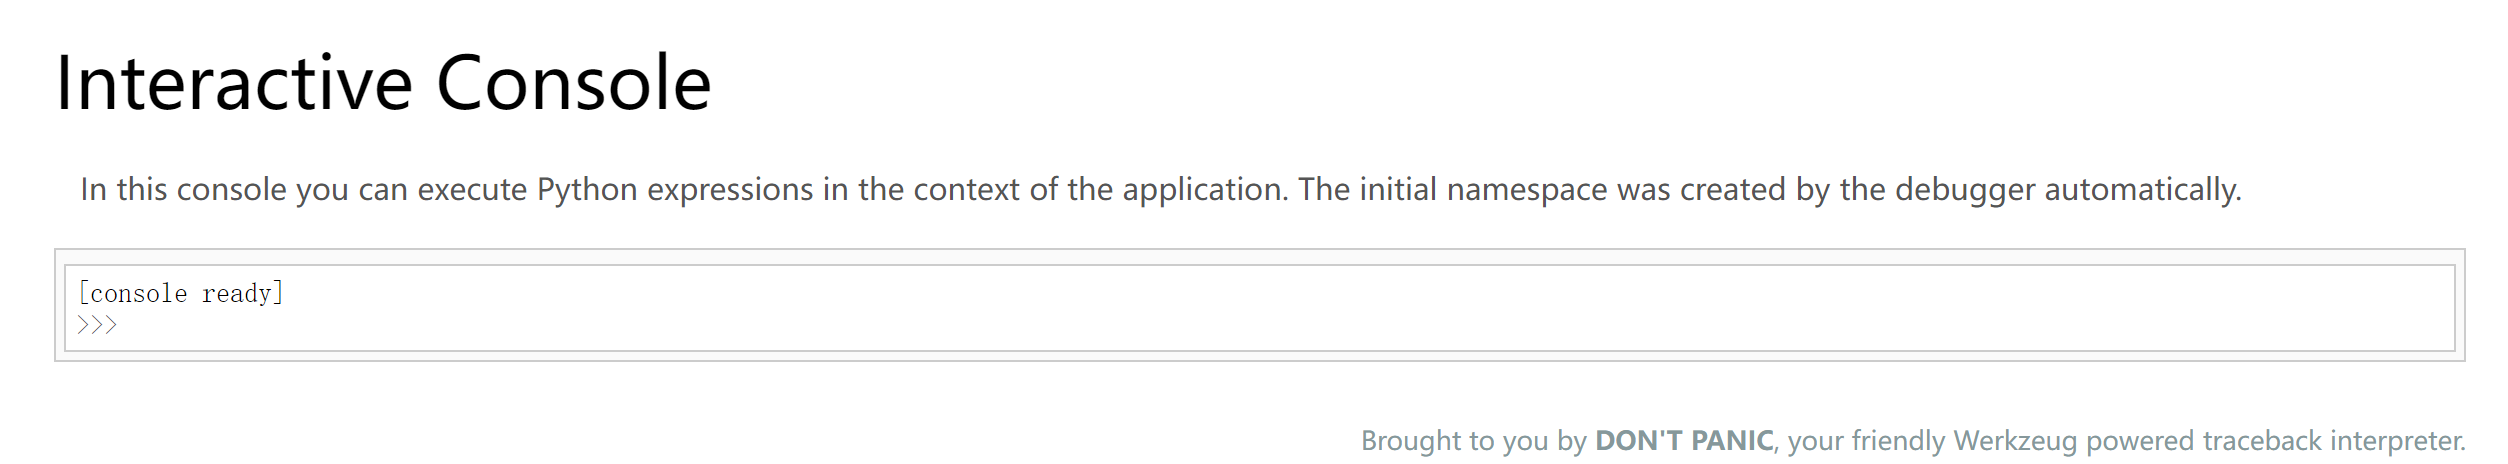 Interactive Console
In this console you can execute Python expressions in the context of the application. The initial namespace was created by the debugger automatically.
[console ready]
>>>
Brought to you by DON'T PANIC, your friendly Werkzeug powered traceback interpreter.